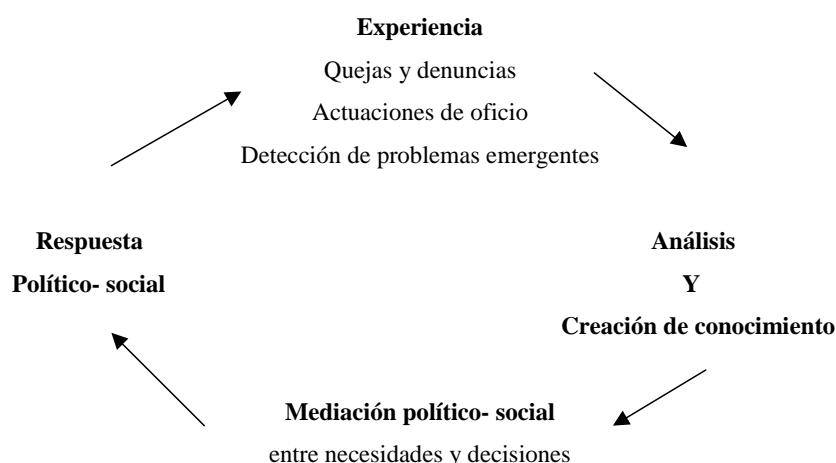 Experiencia
Quejas y denuncias
Actuaciones de oficio
Detección de problemas emergentes
Respuesta
Político- social
Análisis
Y
Creación de conocimiento
Mediación político- social
entre necesidades y decisiones